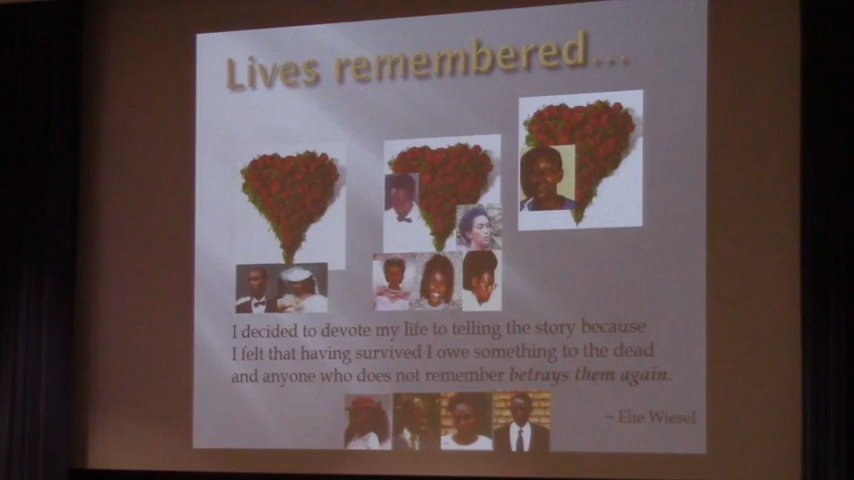 Lives remembered...
I decided to devote my life to telling the story because
I felt that having survived I owe something to the dead
and anyone who does not remember betrays them again.
~ Elie Wiesel